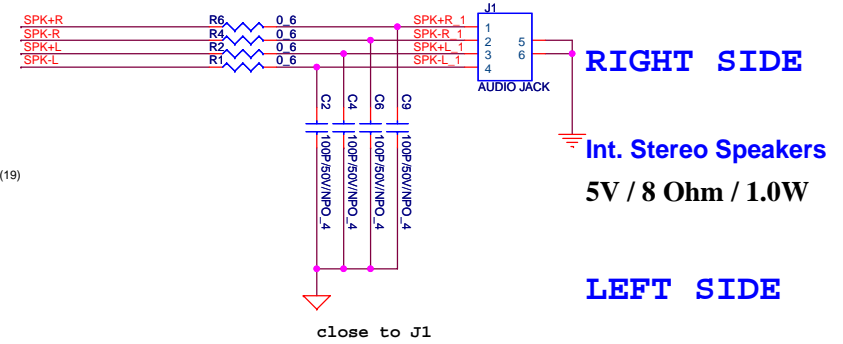 J1
SPK+R R6 0_6 SPK+R_1 1
SPK-R R4 0_6 SPK-R_1 2 5
SPK+L R2 0_6 SPK+L_1 3 6
SPK-L R1 0_6 SPK-L_1 4
AUDIO JACK
RIGHT SIDE
C2 C4 C6 C9
100P/50V/NPO_4 100P/50V/NPO_4 100P/50V/NPO_4 100P/50V/NPO_4
Int. Stereo Speakers
(19)
5V / 8 Ohm / 1.0W
LEFT SIDE
close to J1